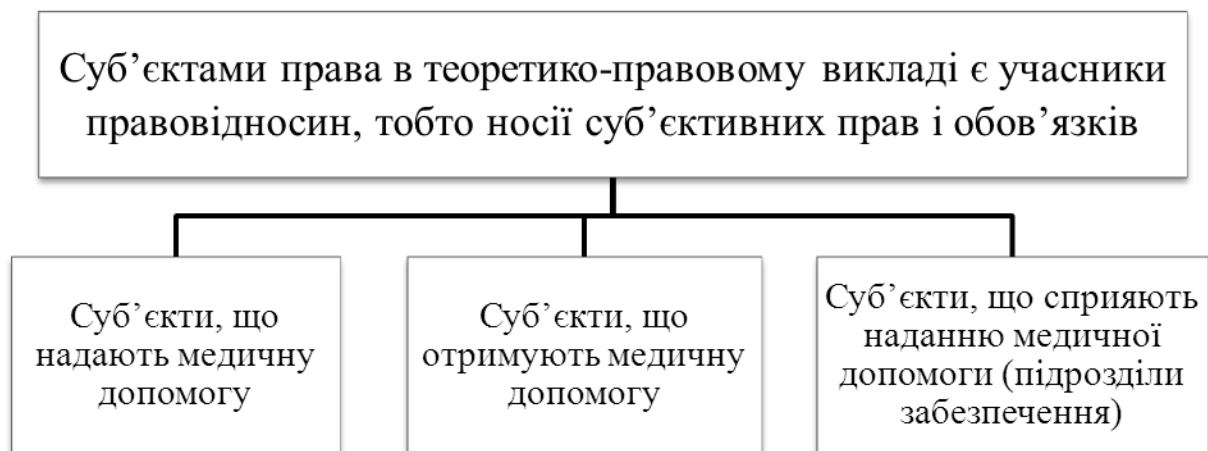 Суб’єктами права в теоретико-правовому викладі є учасники
правовідносин, тобто носії суб’єктивних прав і обов’язків
Суб’єкти, що
надають медичну
допомогу
Суб’єкти, що
отримують медичну
допомогу
Суб’єкти, що сприяють
наданню медичної
допомоги (підрозділи
забезпечення)